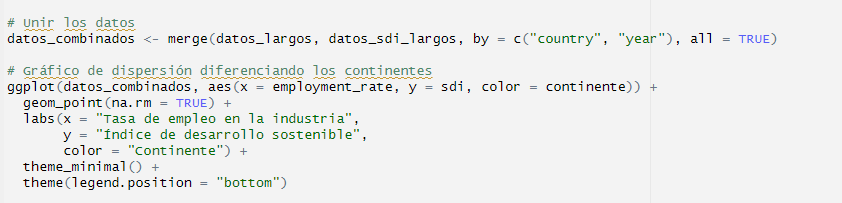 # Unir los datos
datos_combinados <- merge(datos_largos, datos_sdi_largos, by = c("country", "year"), all = TRUE)
# Gráfico de dispersión diferenciando los continentes
ggplot(datos_combinados, aes(x = employment_rate, y = sdi, color = continente)) +
  geom_point(na.rm = TRUE) +
  labs(x = "Tasa de empleo en la industria",
       y = "Índice de desarrollo sostenible",
       color = "Continente") +
  theme_minimal() +
  theme(legend.position = "bottom")